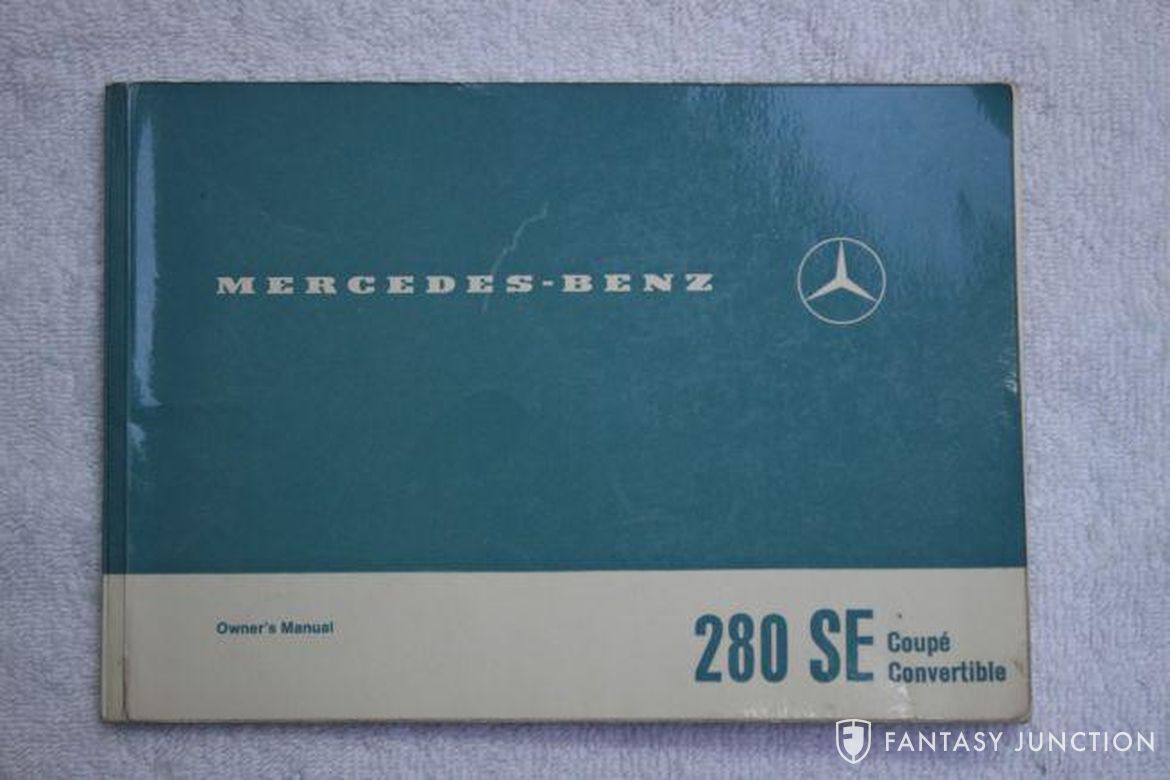 MERCEDES-BENZ
Owner's Manual
280 SE Coupé
Convertible
FANTASY JUNCTION